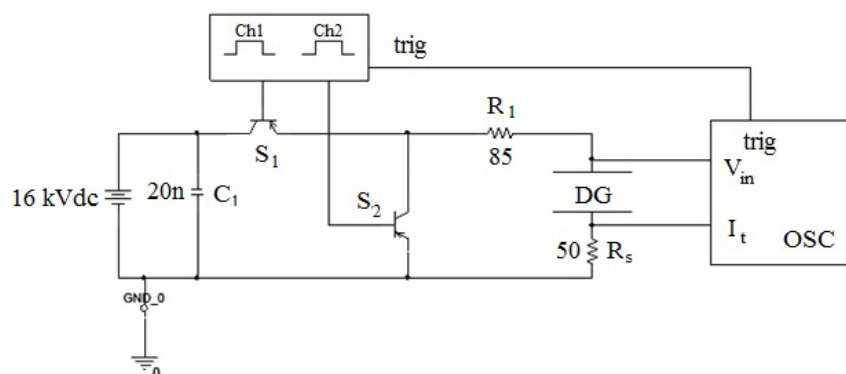 Ch1 Ch2
trig
R1
85
trig
Vin
16 kVdc
20n
C1
S1
S2
DG
It
OSC
50
Rs
GND_0
0